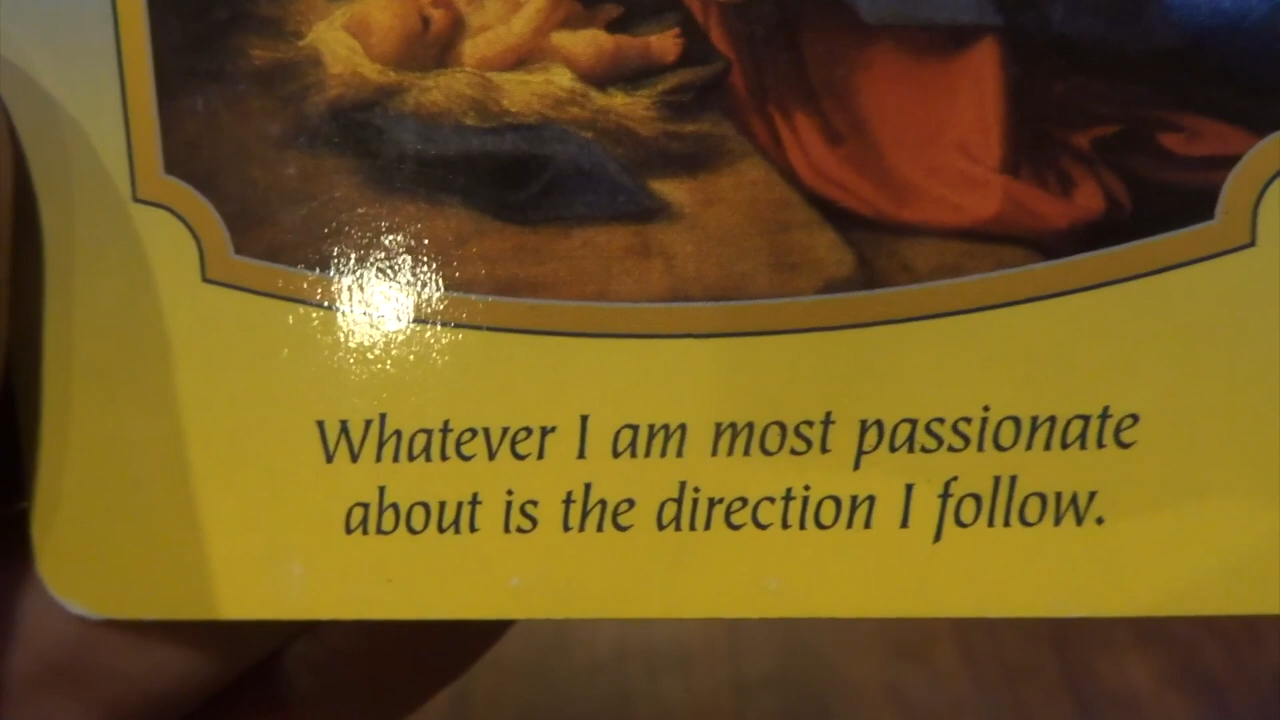 Whatever I am most passionate
about is the direction I follow.